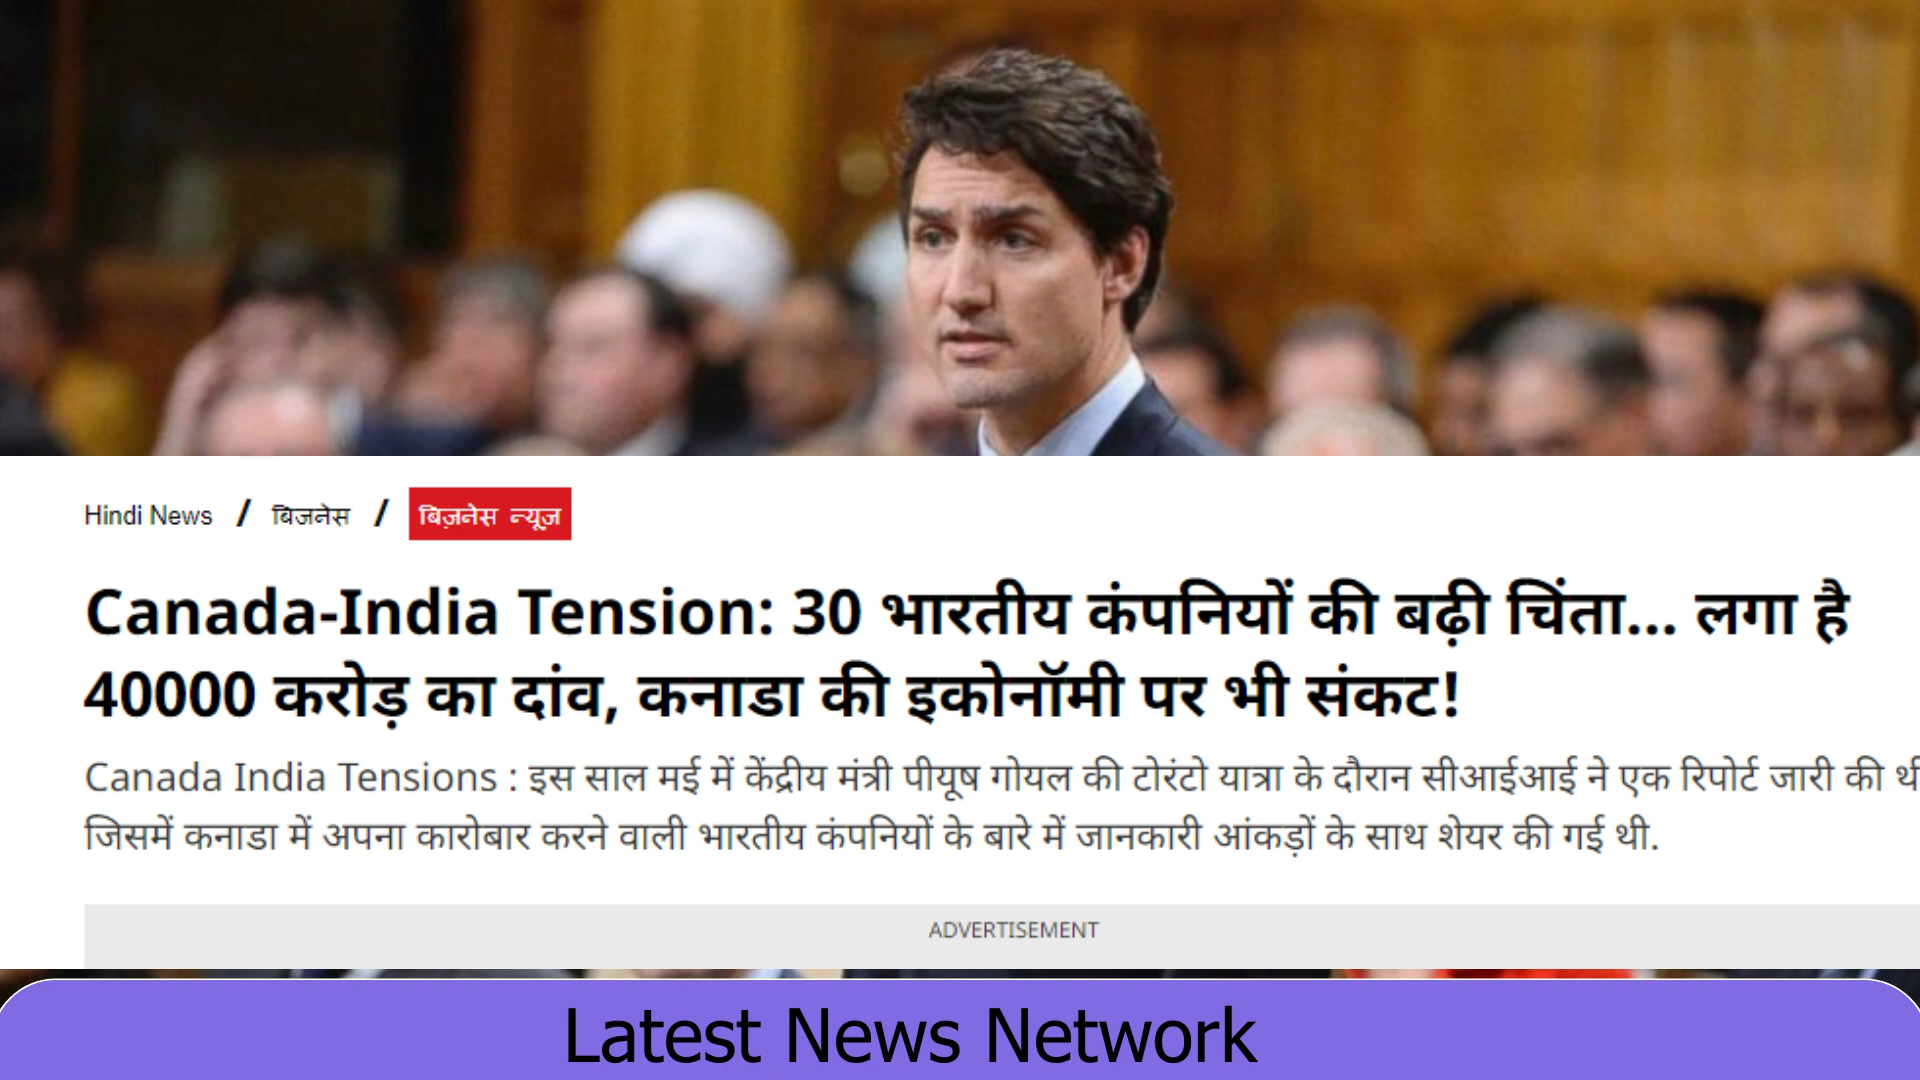 Hindi News / बिजनेस / बिज़नेस न्यूज़
Canada-India Tension: 30 भारतीय कंपनियों की बढ़ी चिंता... लगा है
40000 करोड़ का दांव, कनाडा की इकोनॉमी पर भी संकट!
Canada India Tensions : इस साल मई में केंद्रीय मंत्री पीयूष गोयल की टोरंटो यात्रा के दौरान सीआईआई ने एक रिपोर्ट जारी की
जिसमें कनाडा में अपना कारोबार करने वाली भारतीय कंपनियों के बारे में जानकारी आंकड़ों के साथ शेयर की गई थी.
ADVERTISEMENT
Latest News Network